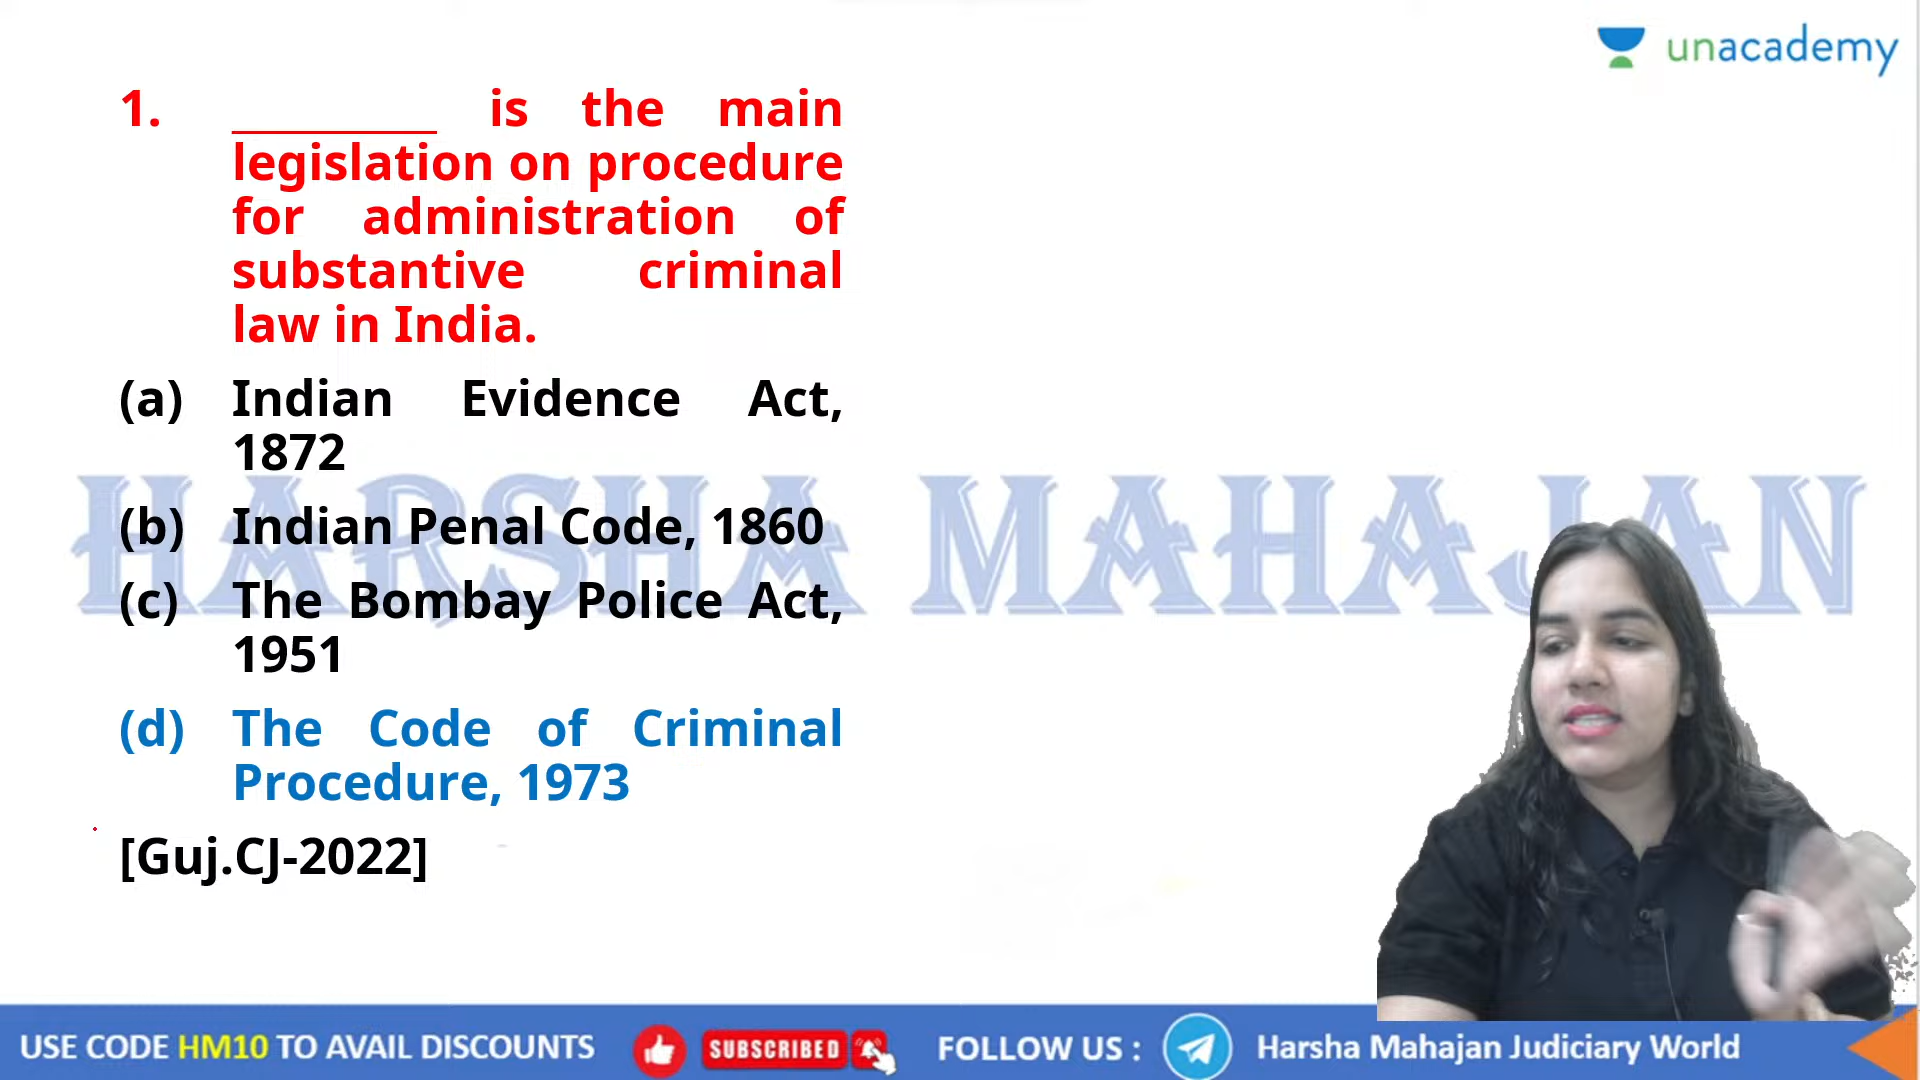 unacademy
1. ________ is the main
legislation on procedure
for administration of
substantive criminal
law in India.
(a) Indian Evidence Act,
1872
HARSHA MAHAJAN
(b) Indian Penal Code, 1860
(c) The Bombay Police Act,
1951
(d) The Code of Criminal
Procedure, 1973
[Guj.CJ-2022]
USE CODE HM10 TO AVAIL DISCOUNTS SUBSCRIBED FOLLOW US : Harsha Mahajan Judiciary World